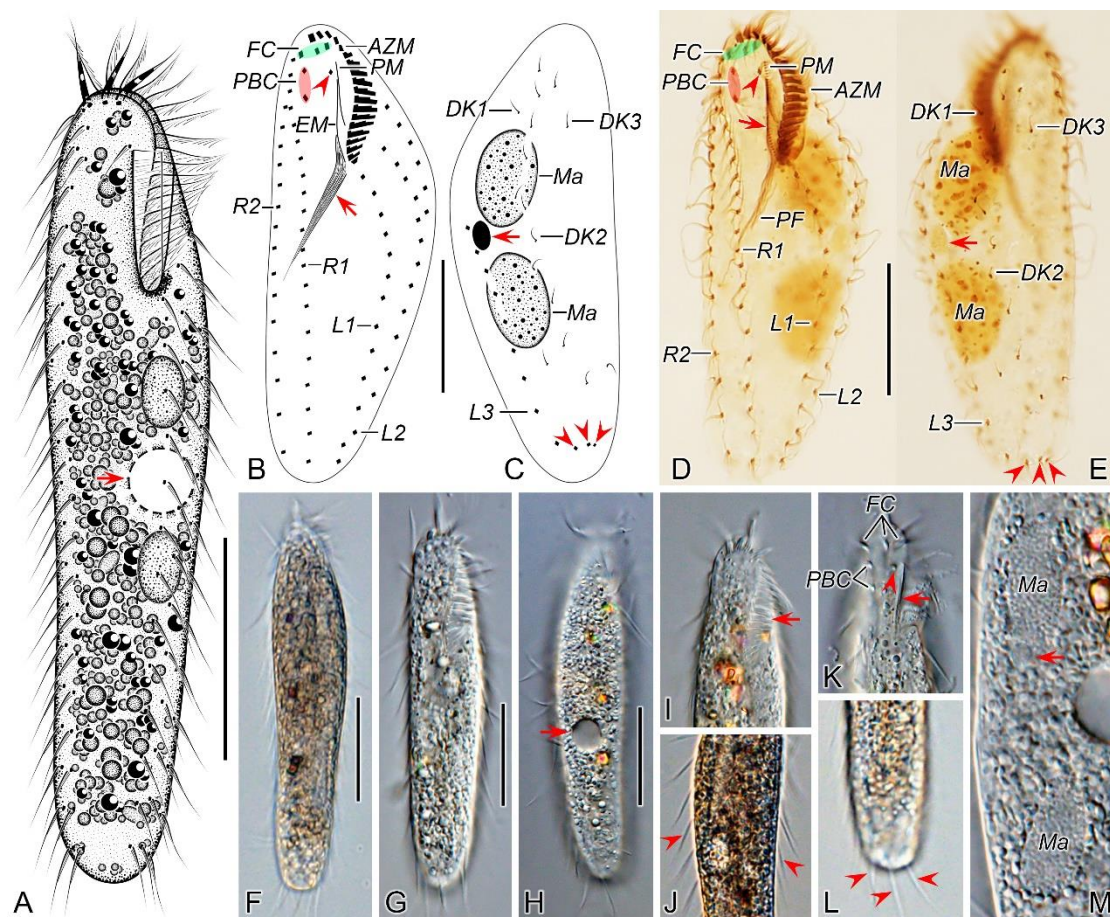 A
FC
AZM
PM
PBC
EM
R2
R1
L1
L2
B
DK1
DK3
Ma
DK2
Ma
L3
C
FC
PM
PBC
AZM
PF
R1
L1
R2
L2
D
DK1
DK3
Ma
DK2
Ma
L3
E
F
G
H
I
J
FC
PBC
K
L
Ma
Ma
M